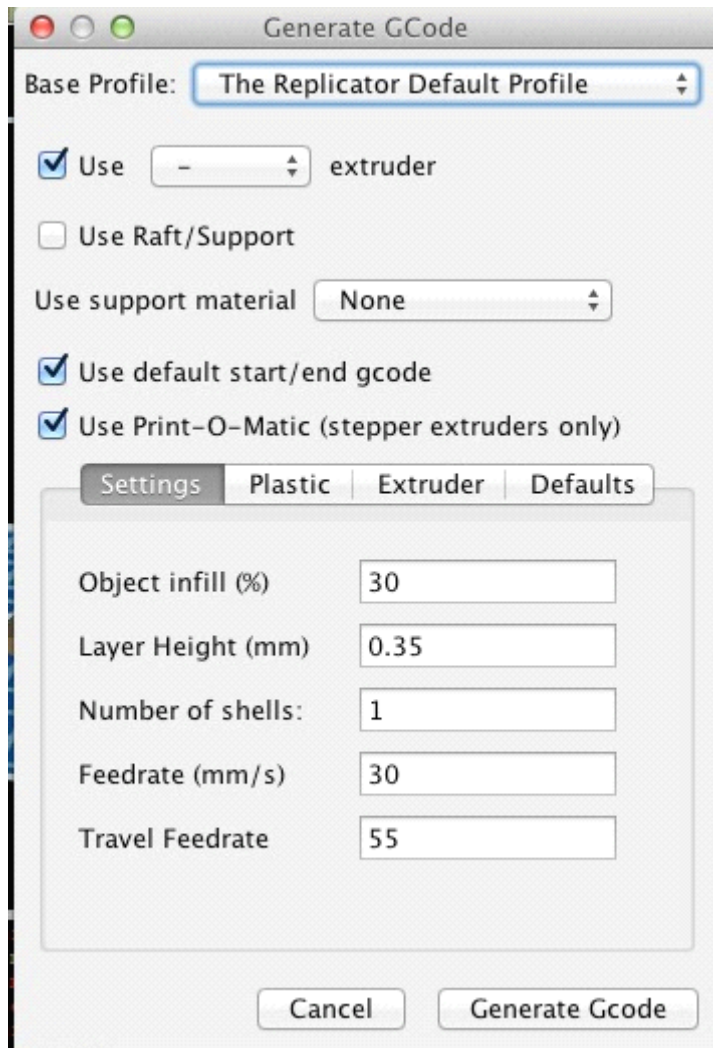 Generate GCode
Base Profile: The Replicator Default Profile
Use - extruder
Use Raft/Support
Use support material None
Use default start/end gcode
Use Print-O-Matic (stepper extruders only)
Settings Plastic Extruder Defaults
Object infill (%) 30
Layer Height (mm) 0.35
Number of shells: 1
Feedrate (mm/s) 30
Travel Feedrate 55
Cancel Generate Gcode